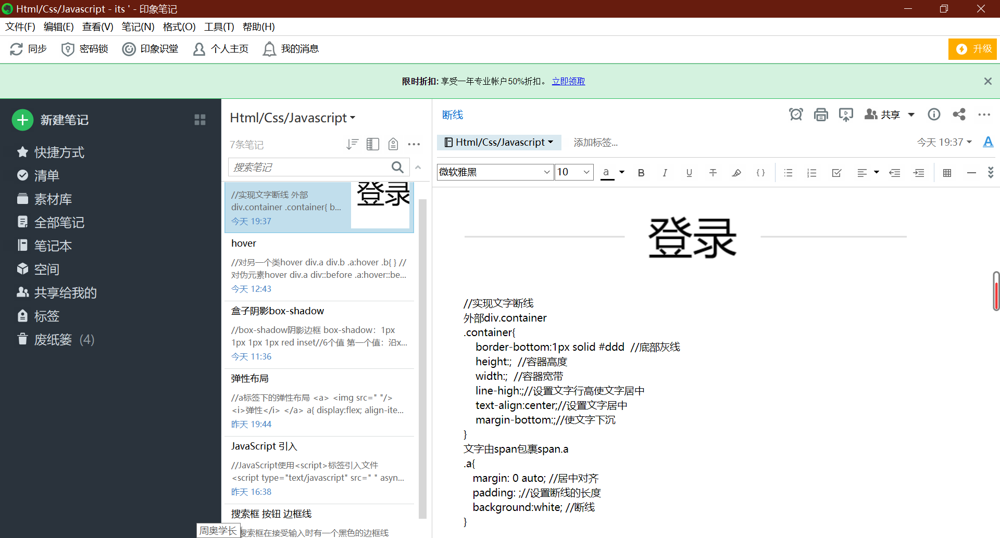 Html/Css/Javascript - its ' - 印象笔记
文件(F) 编辑(E) 查看(V) 笔记(N) 格式(O) 工具(T) 帮助(H)
同步 密码锁 印象识堂 个人主页 我的消息 升级
限时折扣: 享受一年专业帐户50%折扣。 立即领取
新建笔记
快捷方式
清单
素材库
全部笔记
笔记本
空间
共享给我的
标签
废纸篓 (4)
Html/Css/Javascript
7条笔记
搜索笔记
//实现文字断线 外部
div.container .container{ b...
今天 19:37
登录
hover
//对另一个类hover div.a div.b .a:hover .b{ } //
对伪元素hover div.a div::before .a:hover::be...
今天 12:43
盒子阴影box-shadow
//box-shadow阴影边框 box-shadow：1px
1px 1px 1px red inset//6个值 第一个值：沿x...
今天 11:36
弹性布局
//a标签下的弹性布局 <a> <img src=" "/>
<i>弹性</i> </a> a{ display:flex; align-ite...
昨天 19:44
JavaScript 引入
//JavaScript使用<script>标签引入文件
<script type="text/javascript" src=" " asyn...
昨天 16:38
搜索框 按钮 边框线
搜索框在接受输入时有一个黑色的边框线
周奥学长
断线
共享
Html/Css/Javascript 添加标签...
今天 19:37 A
微软雅黑 10 a B I U T { }
登录
//实现文字断线
外部div.container
.container{
border-bottom:1px solid #ddd //底部灰线
height:; //容器高度
width:; //容器宽带
line-high:;//设置文字行高使文字居中
text-align:center;//设置文字居中
margin-bottom:;//使文字下沉
}
文字由span包裹span.a
.a{
margin: 0 auto; //居中对齐
padding: ;//设置断线的长度
background:white; //断线
}